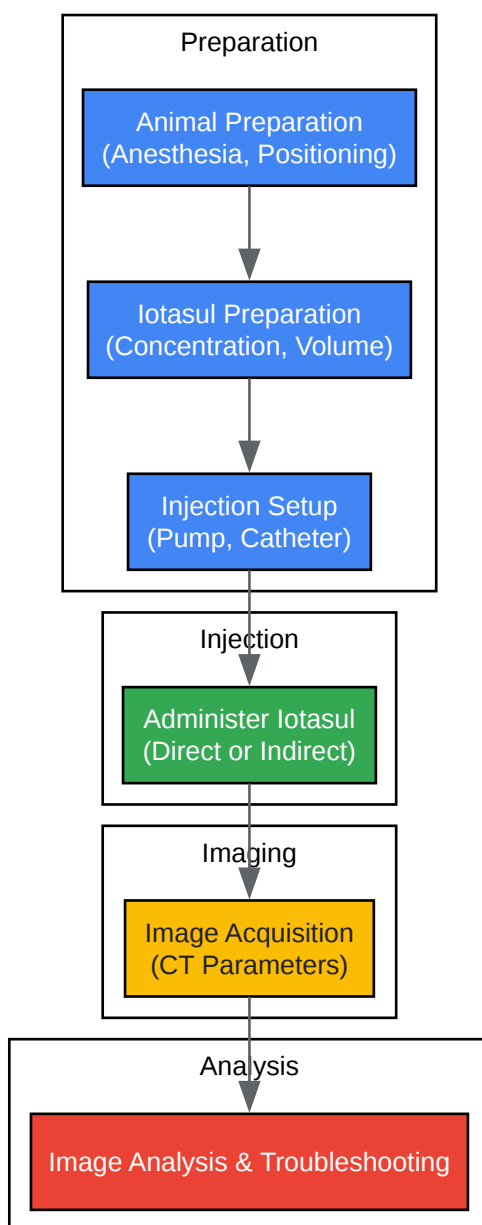 Preparation
Animal Preparation
(Anesthesia, Positioning)
Iotasul Preparation
(Concentration, Volume)
Injection Setup
(Pump, Catheter)
Injection
Administer Iotasul
(Direct or Indirect)
Imaging
Image Acquisition
(CT Parameters)
Analysis
Image Analysis & Troubleshooting